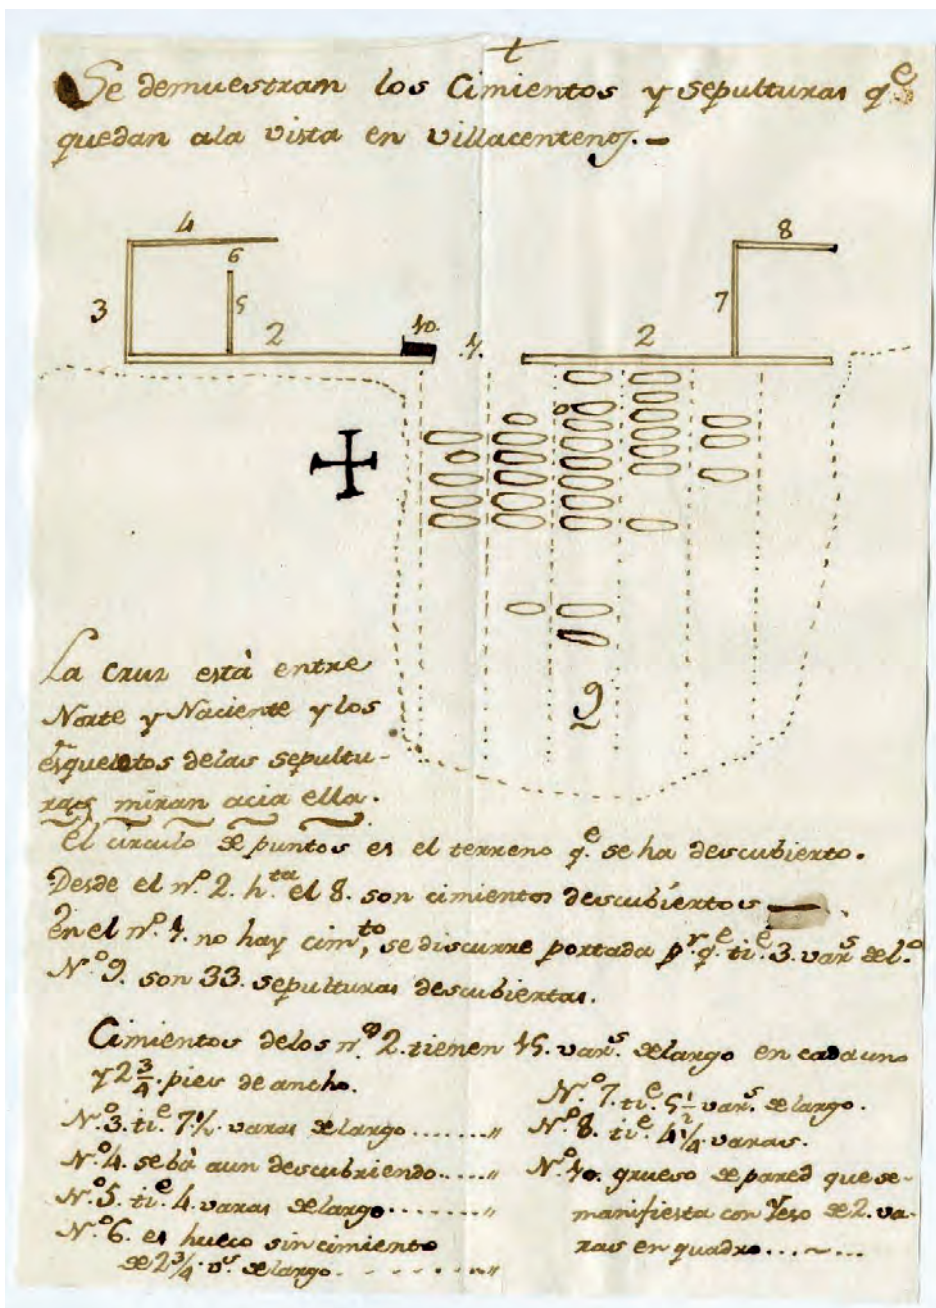 Se demuestran los Cimientos y sepulturas q.e
quedan ala vista en Villacentenos. -
4
8
6
3
5
7
2
10.
.1.
2
9
La Cruz está entre
Norte y Naciente y los
esqueletos delas sepultu-
ras miran acia ella.
El circulo de puntos es el terreno q.e se ha descubierto.
Desde el n.o 2. h.ta el 8. son cimientos descubiertos
En el n.o 1. no hay cim.to, se discurre portada p.r q.e ti.e 3. var.s de l.o
N.o 9. son 33. sepulturas descubiertas.
Cimientos delos n.o 2. tienen 15. var.s de largo en cada uno
y 2 3/4 pies de ancho.
N.o 3. ti.e 7 1/2. varas de largo ....... "
N.o 4. se bà aun descubriendo ..... "
N.o 5. ti.e 4. varas de largo ........ "
N.o 6. es hueco sin cimiento
de 2 3/4. v.s de largo. - - - - .. "
N.o 7. ti.e 5 1/2 var.s de largo.
N.o 8. ti.e 4 1/4 varas.
N.o 10. grueso de pared que se
manifiesta con Yeso de 2. va-
ras en quadro ... ~ ...